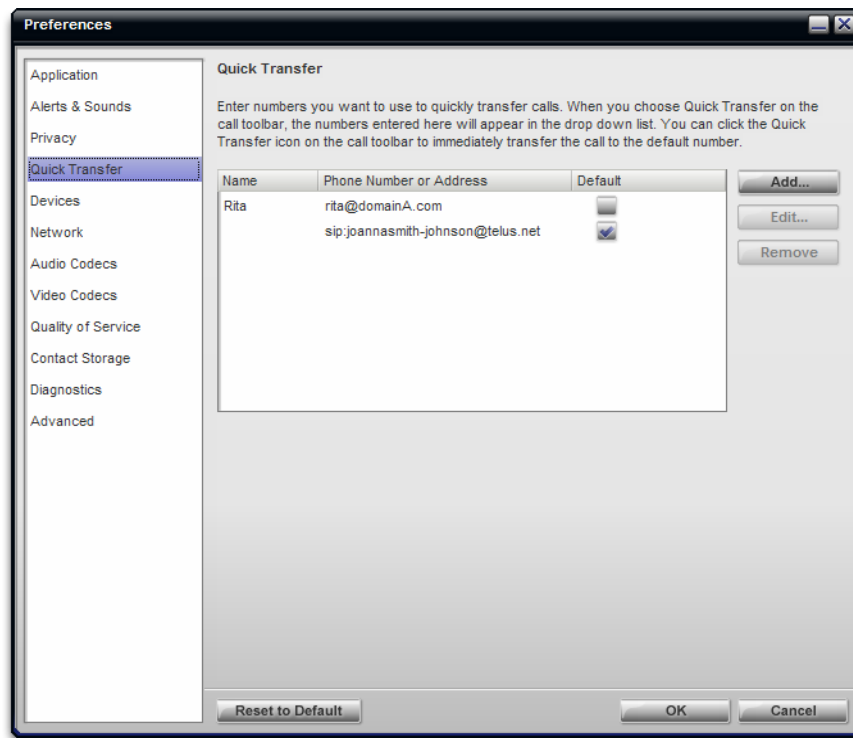 Preferences
Application
Alerts & Sounds
Privacy
Quick Transfer
Devices
Network
Audio Codecs
Video Codecs
Quality of Service
Contact Storage
Diagnostics
Advanced
Quick Transfer
Enter numbers you want to use to quickly transfer calls. When you choose Quick Transfer on the
call toolbar, the numbers entered here will appear in the drop down list. You can click the Quick
Transfer icon on the call toolbar to immediately transfer the call to the default number.
Name Phone Number or Address Default
Rita rita@domainA.com
sip:joannasmith-johnson@telus.net
Add...
Edit...
Remove
Reset to Default OK Cancel